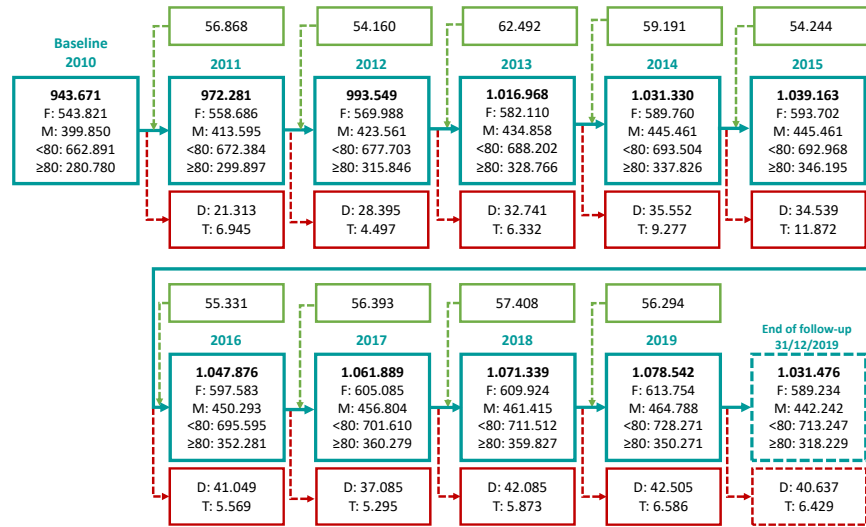 56.868
54.160
62.492
59.191
54.244
Baseline
2010
2011
2012
2013
2014
2015
943.671
F: 543.821
M: 399.850
<80: 662.891
≥80: 280.780
972.281
F: 558.686
M: 413.595
<80: 672.384
≥80: 299.897
993.549
F: 569.988
M: 423.561
<80: 677.703
≥80: 315.846
1.016.968
F: 582.110
M: 434.858
<80: 688.202
≥80: 328.766
1.031.330
F: 589.760
M: 445.461
<80: 693.504
≥80: 337.826
1.039.163
F: 593.702
M: 445.461
<80: 692.968
≥80: 346.195
D: 21.313
T: 6.945
D: 28.395
T: 4.497
D: 32.741
T: 6.332
D: 35.552
T: 9.277
D: 34.539
T: 11.872
55.331
56.393
57.408
56.294
2016
2017
2018
2019
End of follow-up
31/12/2019
1.047.876
F: 597.583
M: 450.293
<80: 695.595
≥80: 352.281
1.061.889
F: 605.085
M: 456.804
<80: 701.610
≥80: 360.279
1.071.339
F: 609.924
M: 461.415
<80: 711.512
≥80: 359.827
1.078.542
F: 613.754
M: 464.788
<80: 728.271
≥80: 350.271
1.031.476
F: 589.234
M: 442.242
<80: 713.247
≥80: 318.229
D: 41.049
T: 5.569
D: 37.085
T: 5.295
D: 42.085
T: 5.873
D: 42.505
T: 6.586
D: 40.637
T: 6.429